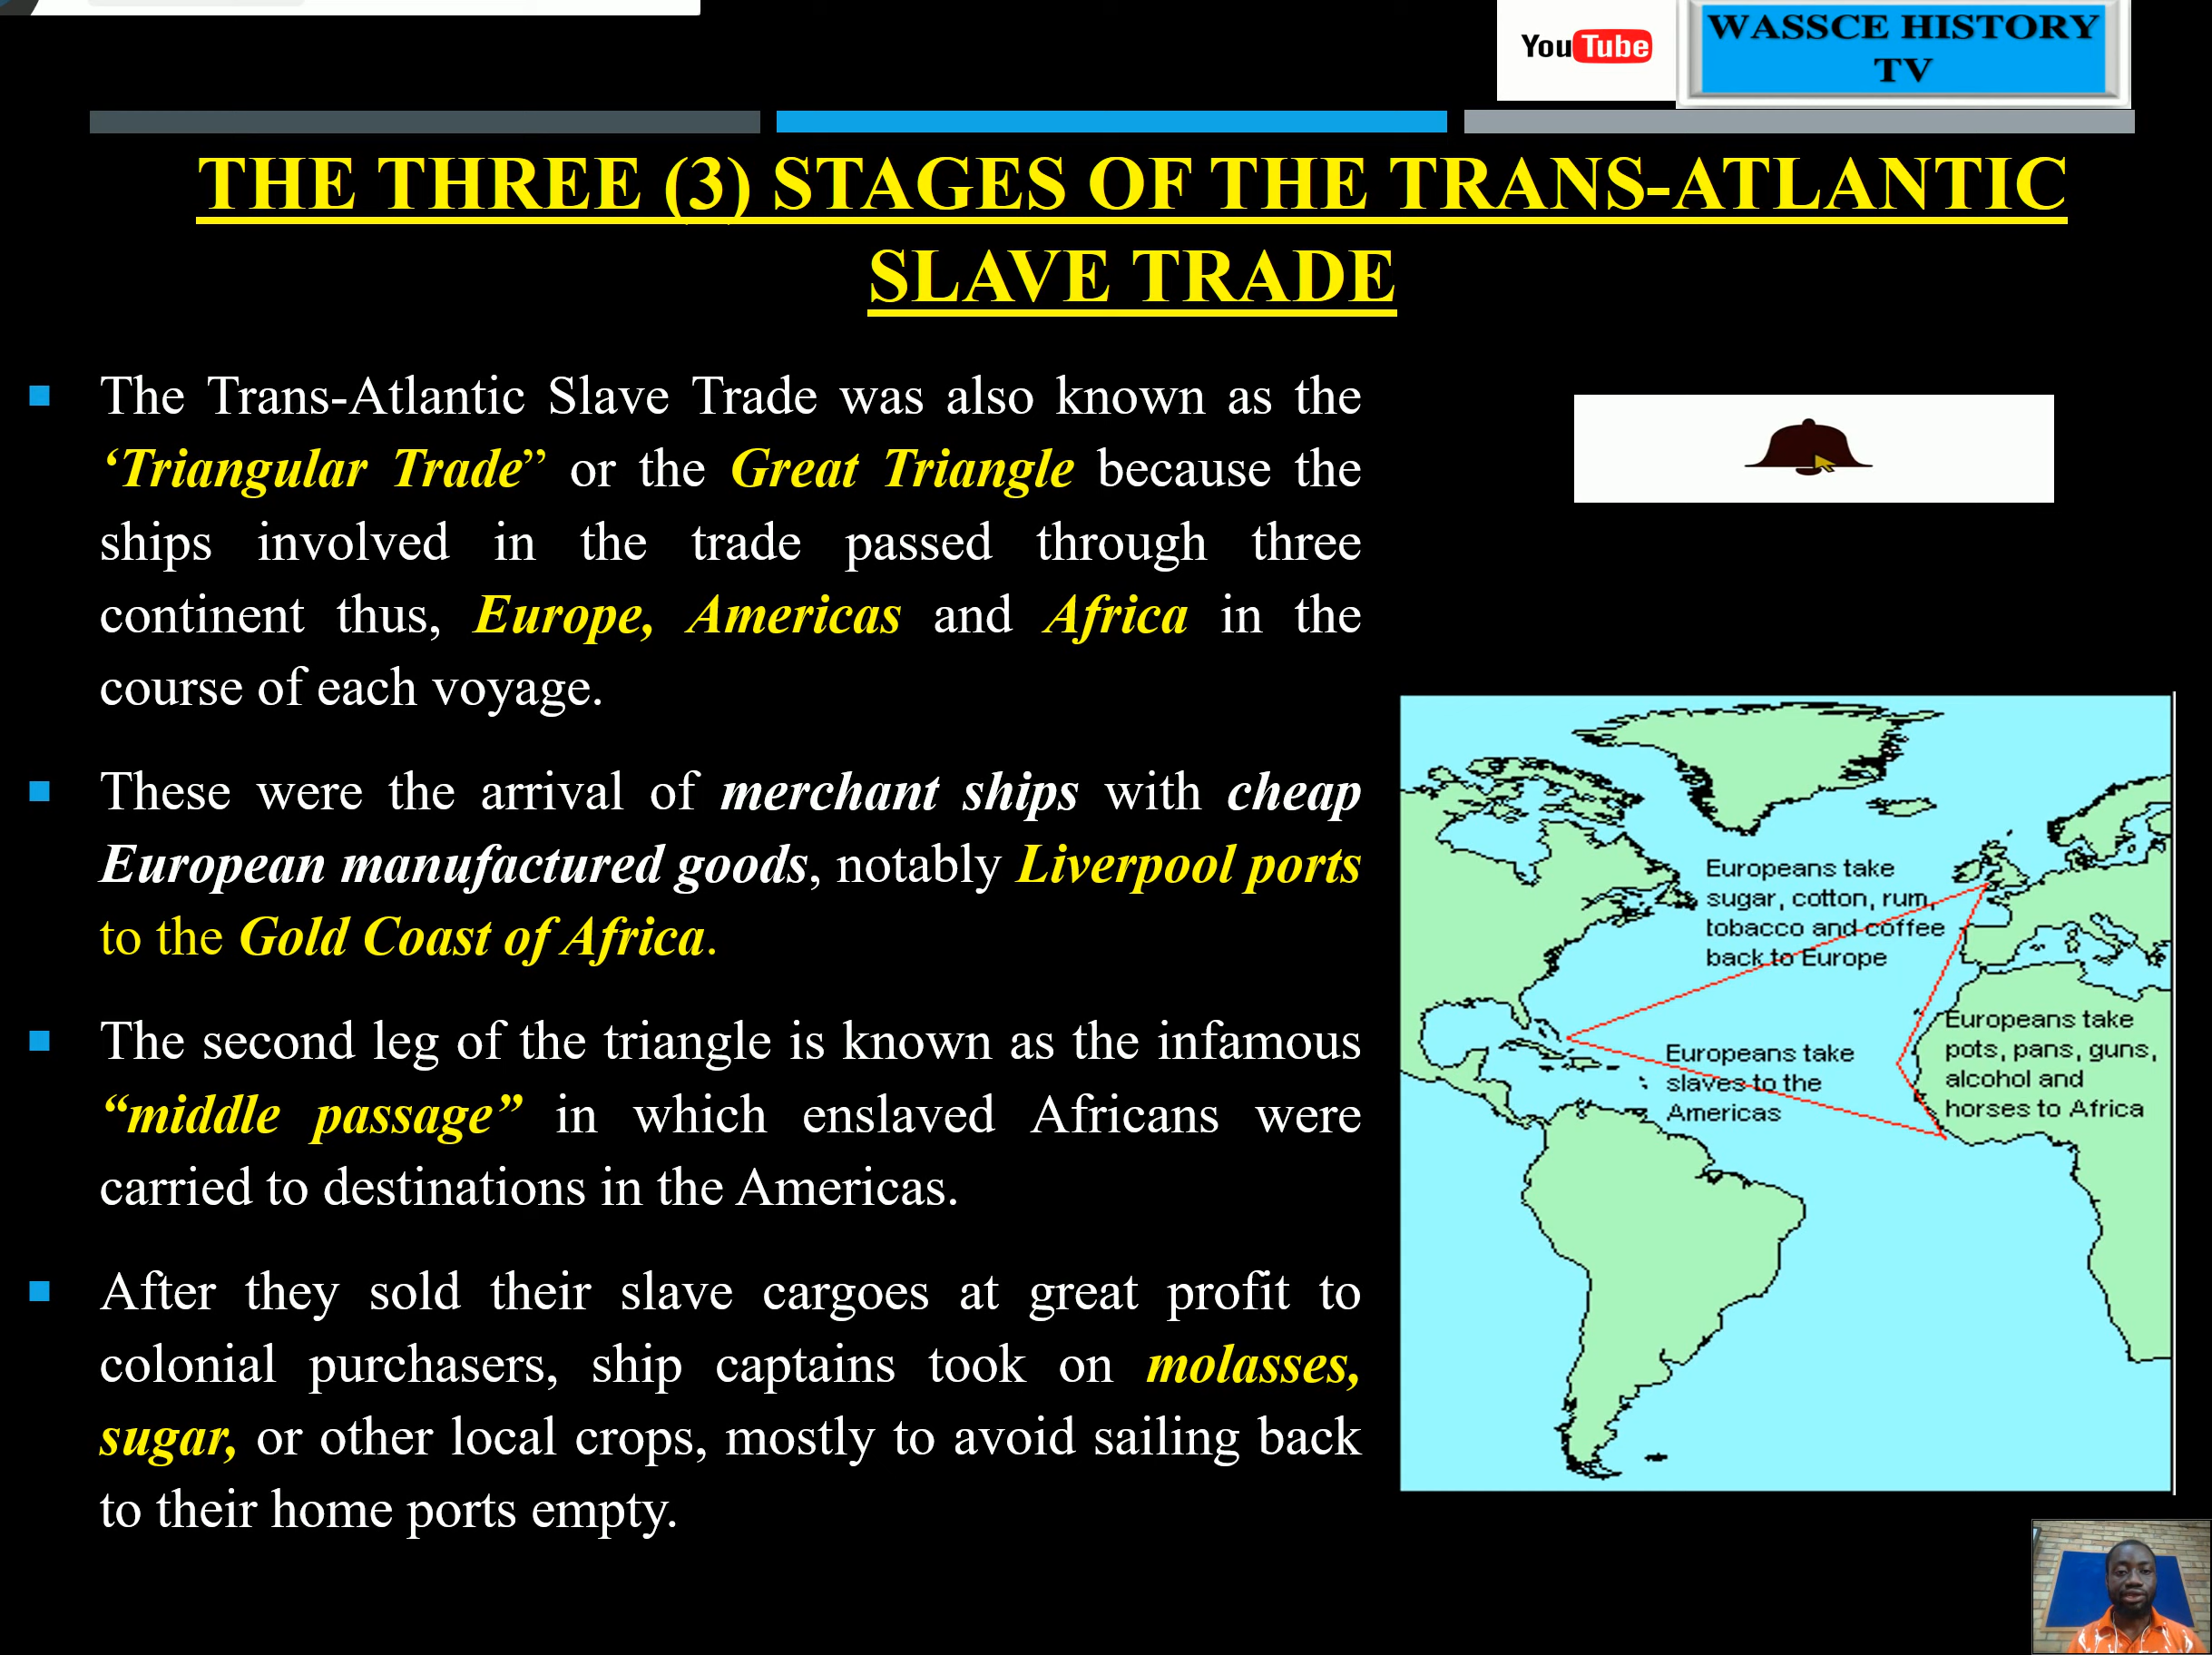 YouTube
WASSCE HISTORY
TV
THE THREE (3) STAGES OF THE TRANS-ATLANTIC
SLAVE TRADE
The Trans-Atlantic Slave Trade was also known as the
‘Triangular Trade” or the Great Triangle because the
ships involved in the trade passed through three
continent thus, Europe, Americas and Africa in the
course of each voyage.
These were the arrival of merchant ships with cheap
European manufactured goods, notably Liverpool ports
to the Gold Coast of Africa.
The second leg of the triangle is known as the infamous
“middle passage” in which enslaved Africans were
carried to destinations in the Americas.
After they sold their slave cargoes at great profit to
colonial purchasers, ship captains took on molasses,
sugar, or other local crops, mostly to avoid sailing back
to their home ports empty.
Europeans take
sugar, cotton, rum,
tobacco and coffee
back to Europe
Europeans take
slaves to the
Americas
Europeans take
pots, pans, guns,
alcohol and
horses to Africa